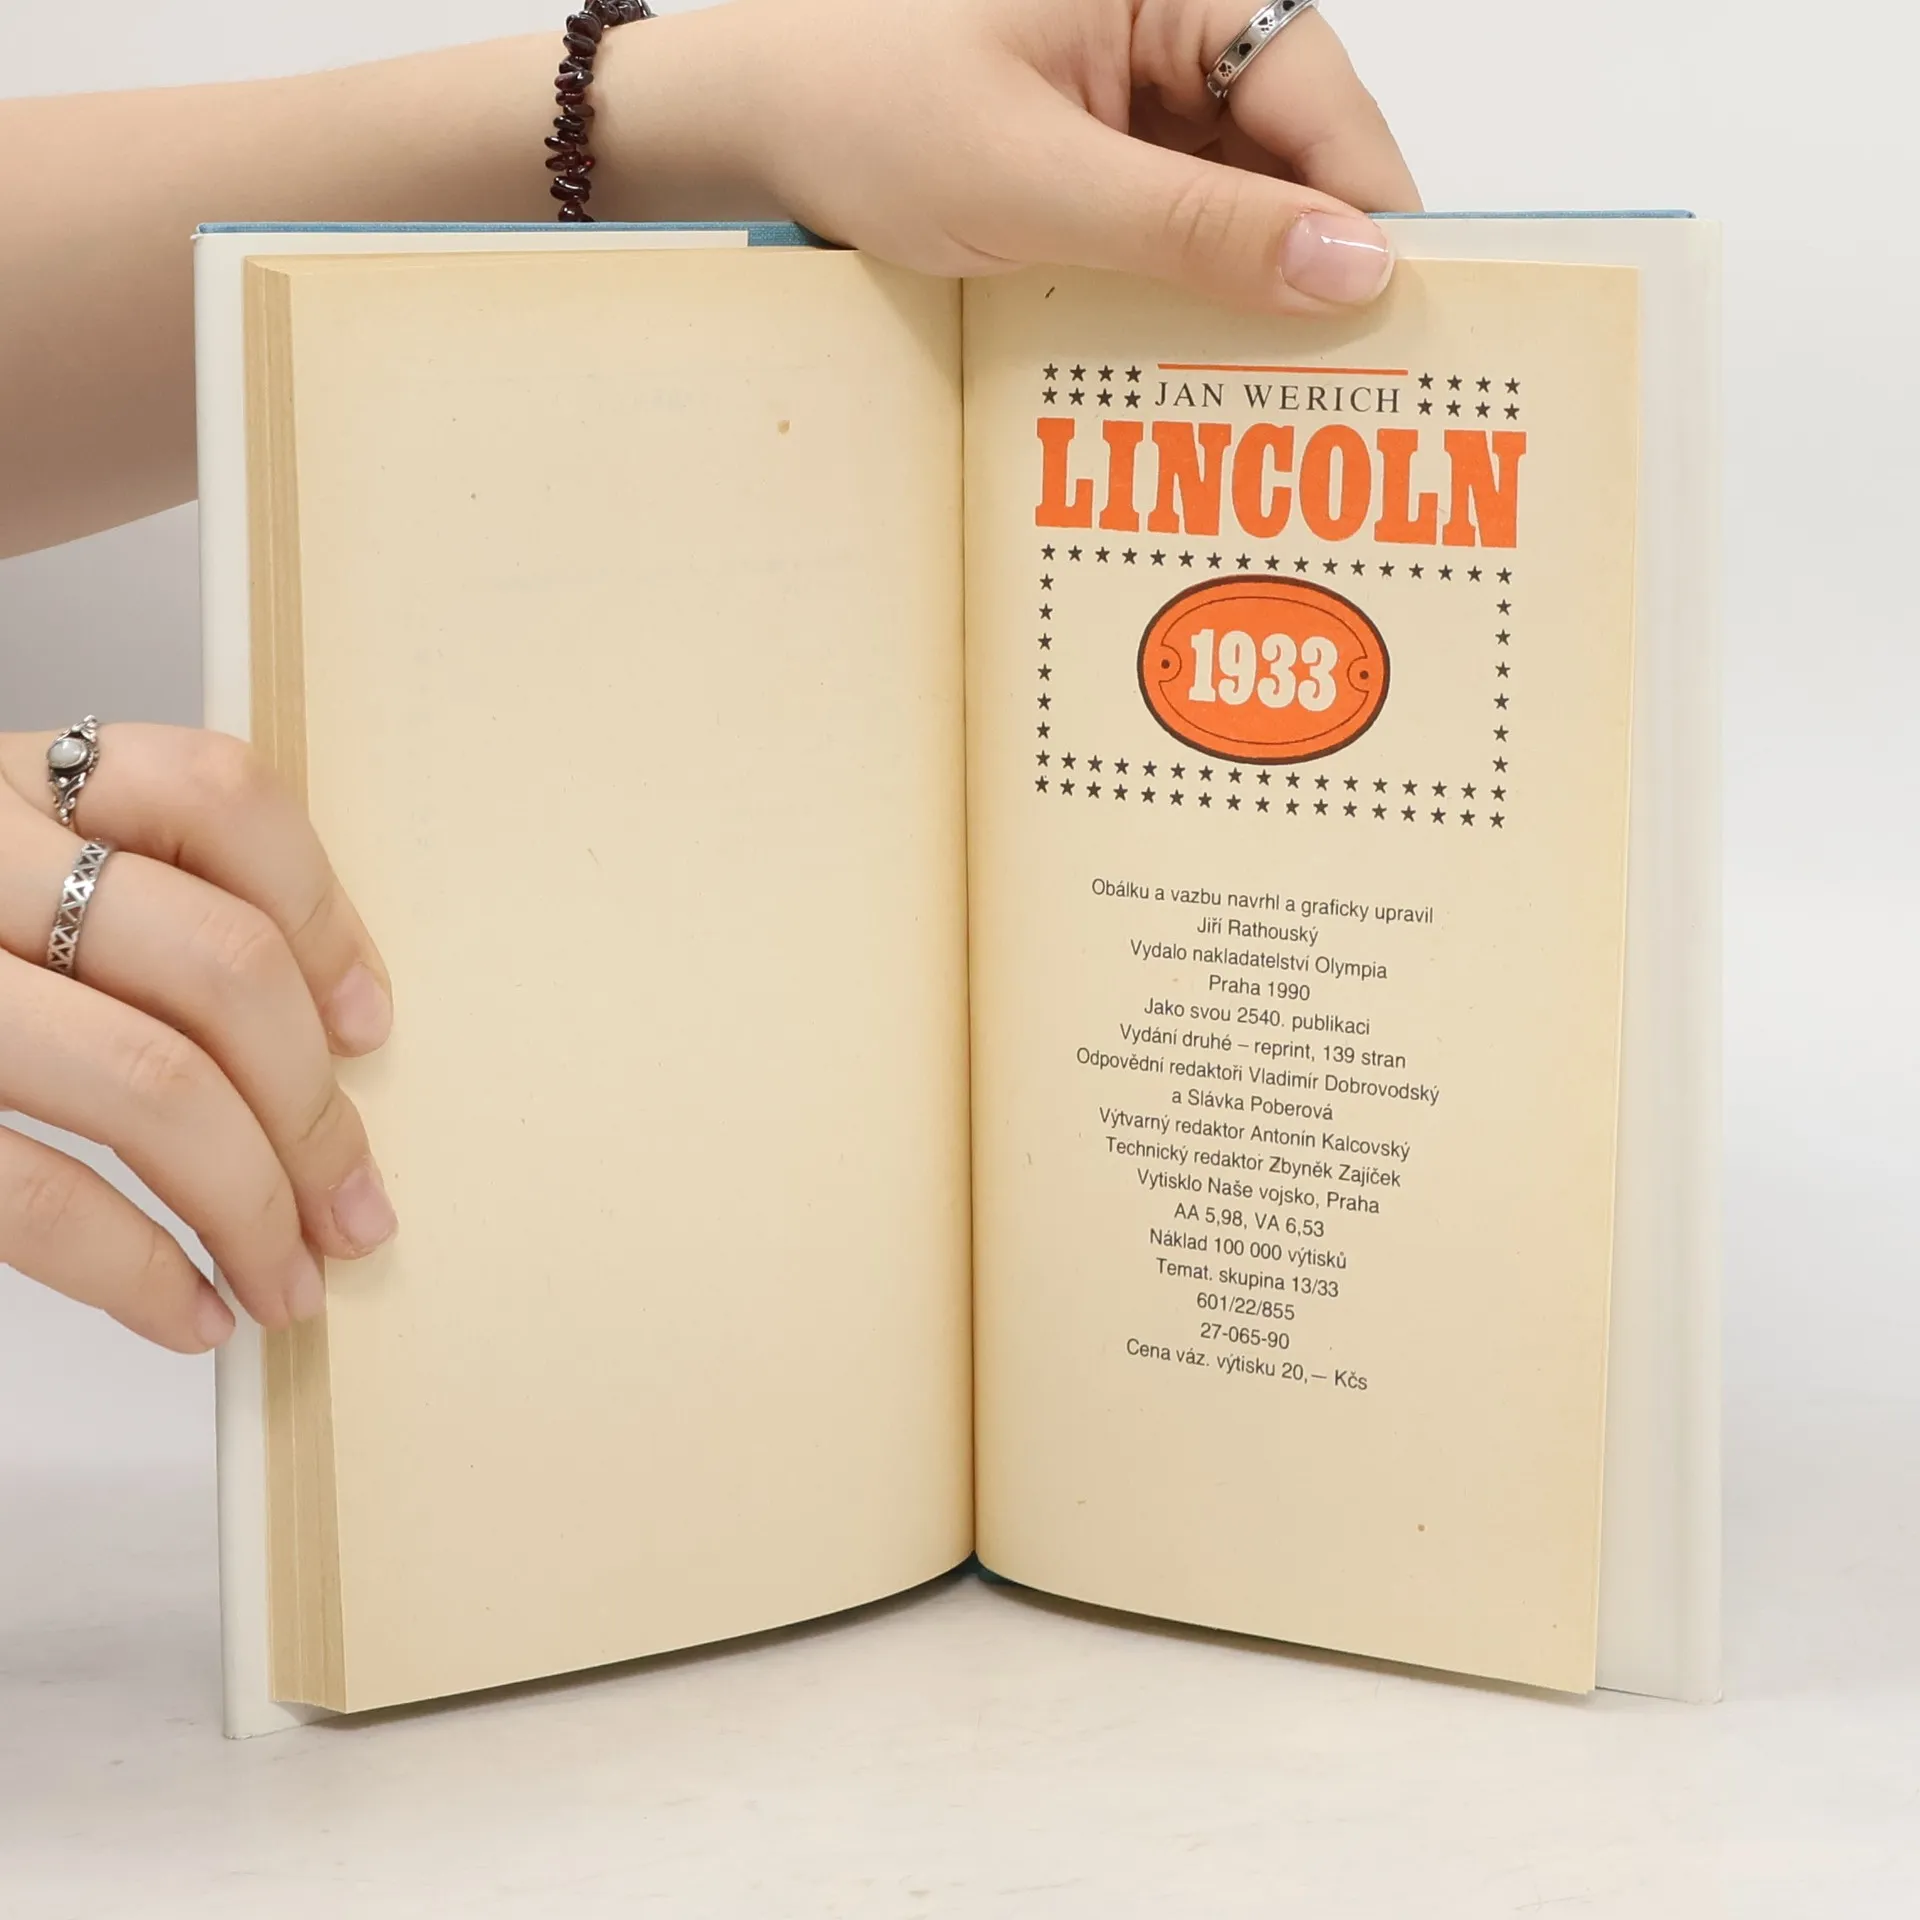 JAN WERICH
LINCOLN
1933
Obálku a vazbu navrhl a graficky upravil
Jiří Rathouský
Vydalo nakladatelství Olympia
Praha 1990
Jako svou 2540. publikaci
Vydání druhé – reprint, 139 stran
Odpovědní redaktoři Vladimír Dobrovodský
a Slávka Poberová
Výtvarný redaktor Antonín Kalcovský
Technický redaktor Zbyněk Zajíček
Vytisklo Naše vojsko, Praha
AA 5,98, VA 6,53
Náklad 100 000 výtisků
Temat. skupina 13/33
601/22/855
27-065-90
Cena váz. výtisku 20,— Kčs